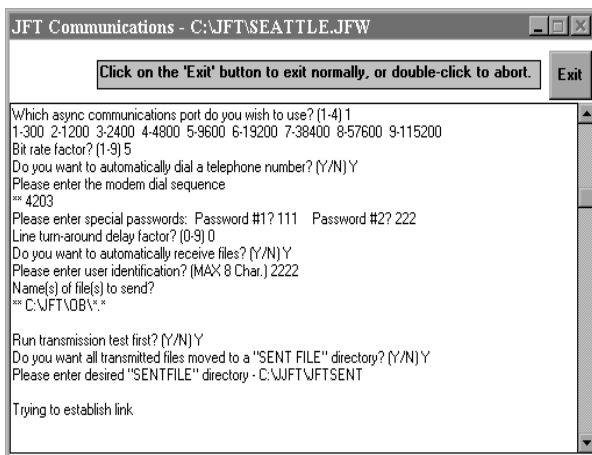 JFT Communications - C:\JFT\SEATTLE.JFW
Click on the 'Exit' button to exit normally, or double-click to abort.
Exit
Which async communications port do you wish to use? (1-4) 1
1-300 2-1200 3-2400 4-4800 5-9600 6-19200 7-38400 8-57600 9-115200
Bit rate factor? (1-9) 5
Do you want to automatically dial a telephone number? (Y/N) Y
Please enter the modem dial sequence
** 4203
Please enter special passwords: Password #1? 111 Password #2? 222
Line turn-around delay factor? (0-9) 0
Do you want to automatically receive files? (Y/N) Y
Please enter user identification? (MAX 8 Char.) 2222
Name(s) of file(s) to send?
** C:\JFT\OB\*.*
Run transmission test first? (Y/N) Y
Do you want all transmitted files moved to a "SENT FILE" directory? (Y/N) Y
Please enter desired "SENTFILE" directory - C:\JJFT\JFTSENT
Trying to establish link